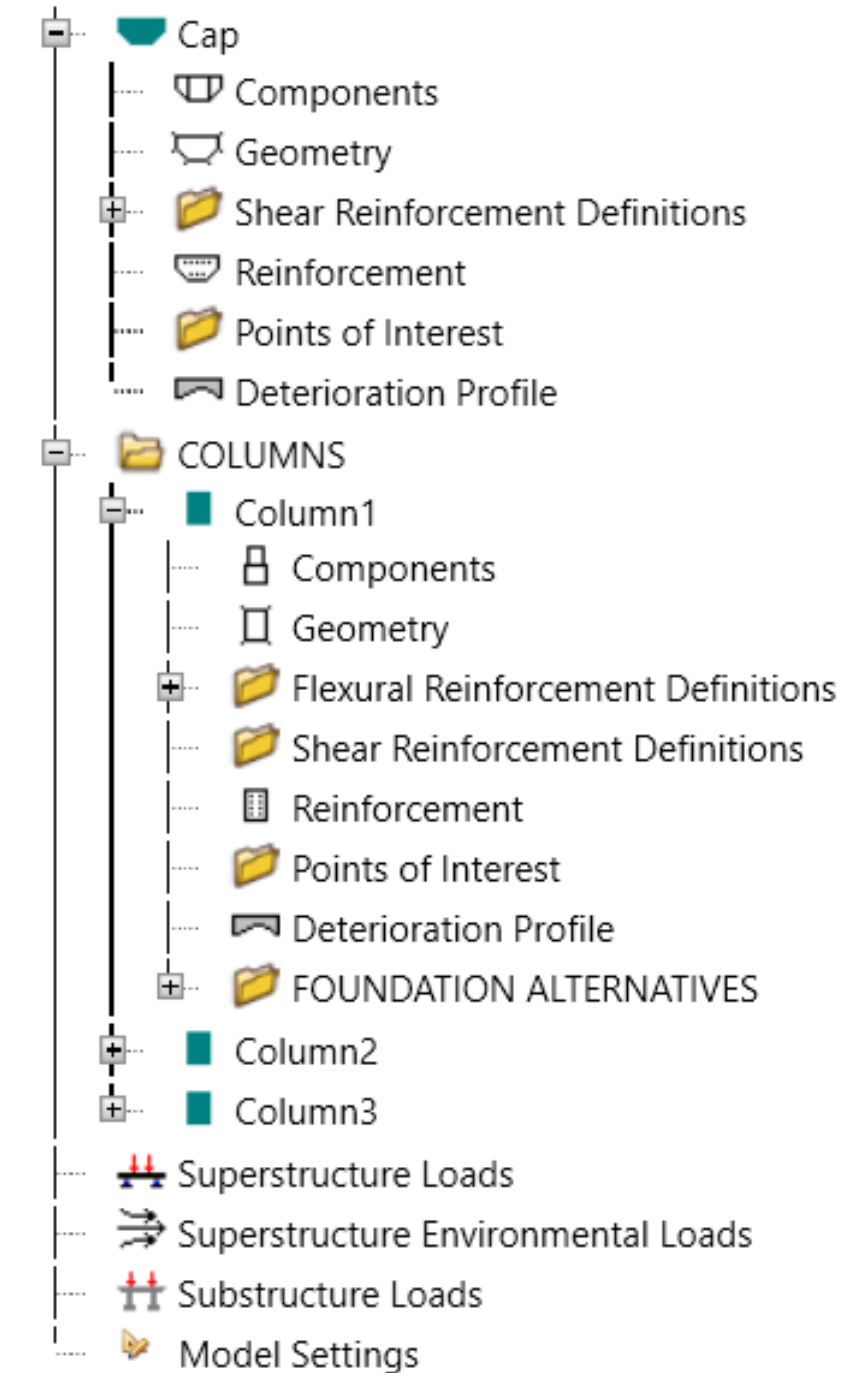 Cap
Components
Geometry
Shear Reinforcement Definitions
Reinforcement
Points of Interest
Deterioration Profile
COLUMNS
Column1
Components
Geometry
Flexural Reinforcement Definitions
Shear Reinforcement Definitions
Reinforcement
Points of Interest
Deterioration Profile
FOUNDATION ALTERNATIVES
Column2
Column3
Superstructure Loads
Superstructure Environmental Loads
Substructure Loads
Model Settings